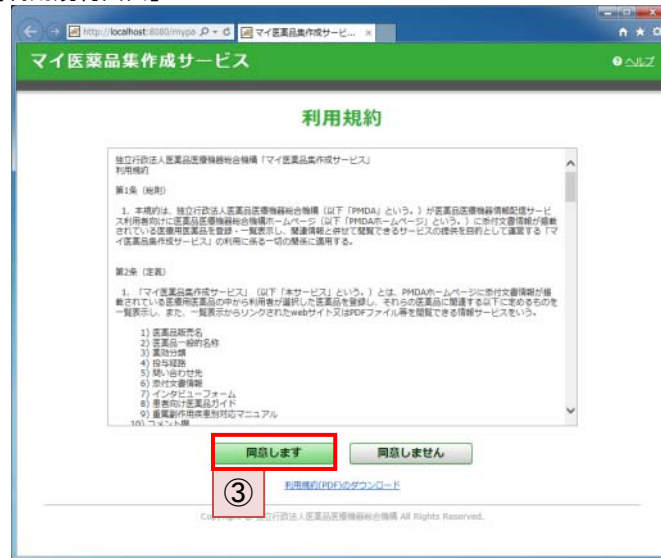 http://localhost:8080/mype
マイ医薬品集作成サービ...
マイ医薬品集作成サービス
ヘルプ
利用規約
独立行政法人医薬品医療機器総合機構「マイ医薬品集作成サービス」
利用規約
第1条（総則）
1．本規約は、独立行政法人医薬品医療機器総合機構（以下「PMDA」という。）が医薬品医療機器情報配信サービ
ス利用者向けに医薬品医療機器総合機構ホームページ（以下「PMDAホームページ」という。）に添付文書情報が掲載
されている医療用医薬品を登録・一覧表示し、関連情報と併せて閲覧できるサービスの提供を目的として運営する「マ
イ医薬品集作成サービス」の利用に係る一切の関係に適用する。
第2条（定義）
1．「マイ医薬品集作成サービス」（以下「本サービス」という。）とは、PMDAホームページに添付文書情報が掲
載されている医療用医薬品の中から利用者が選択した医薬品を登録し、それらの医薬品に関連する以下に定めるものを
一覧表示し、また、一覧表示からリンクされたwebサイト又はPDFファイル等を閲覧できる情報サービスをいう。
1）医薬品販売名
2）医薬品一般的名称
3）薬効分類
4）投与経路
5）問い合わせ先
6）添付文書情報
7）インタビューフォーム
8）患者向け医薬品ガイド
9）重篤副作用疾患別対応マニュアル
10）コメント欄
同意します
同意しません
③
利用規約(PDF)のダウンロード
独立行政法人医薬品医療機器総合機構 All Rights Reserved.